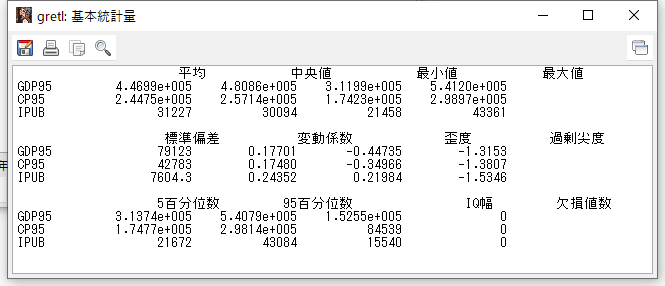 gretl: 基本統計量
平均 中央値 最小値 最大値
GDP95 4.4699e+005 4.8086e+005 3.1199e+005 5.4120e+005
CP95 2.4475e+005 2.5714e+005 1.7423e+005 2.9897e+005
IPUB 31227 30094 21458 43361
標準偏差 変動係数 歪度 過剰尖度
GDP95 79123 0.17701 -0.44735 -1.3153
CP95 42783 0.17480 -0.34966 -1.3807
IPUB 7604.3 0.24352 0.21984 -1.5346
5百分位数 95百分位数 IQ幅 欠損値数
GDP95 3.1374e+005 5.4079e+005 1.5255e+005 0
CP95 1.7477e+005 2.9814e+005 84539 0
IPUB 21672 43084 15540 0